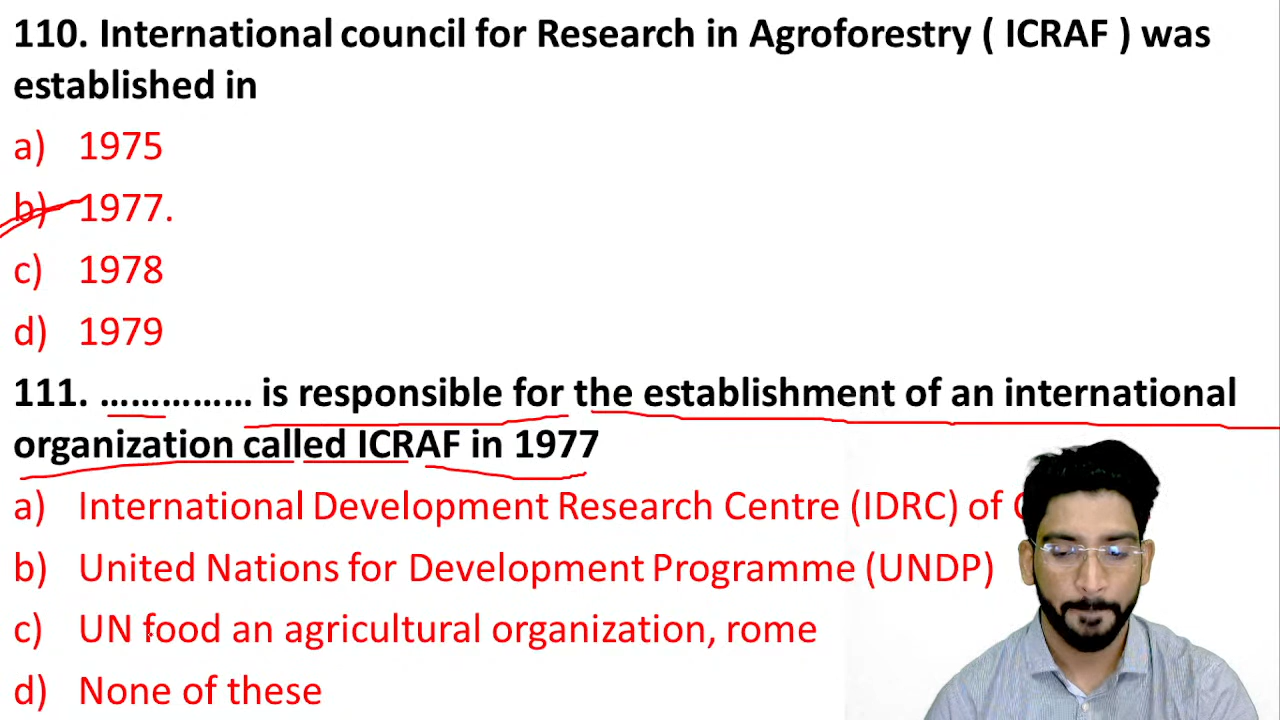 110. International council for Research in Agroforestry ( ICRAF ) was
established in
a) 1975
b) 1977.
c) 1978
d) 1979
111. …………… is responsible for the establishment of an international
organization called ICRAF in 1977
a) International Development Research Centre (IDRC) of
b) United Nations for Development Programme (UNDP)
c) UN food an agricultural organization, rome
d) None of these